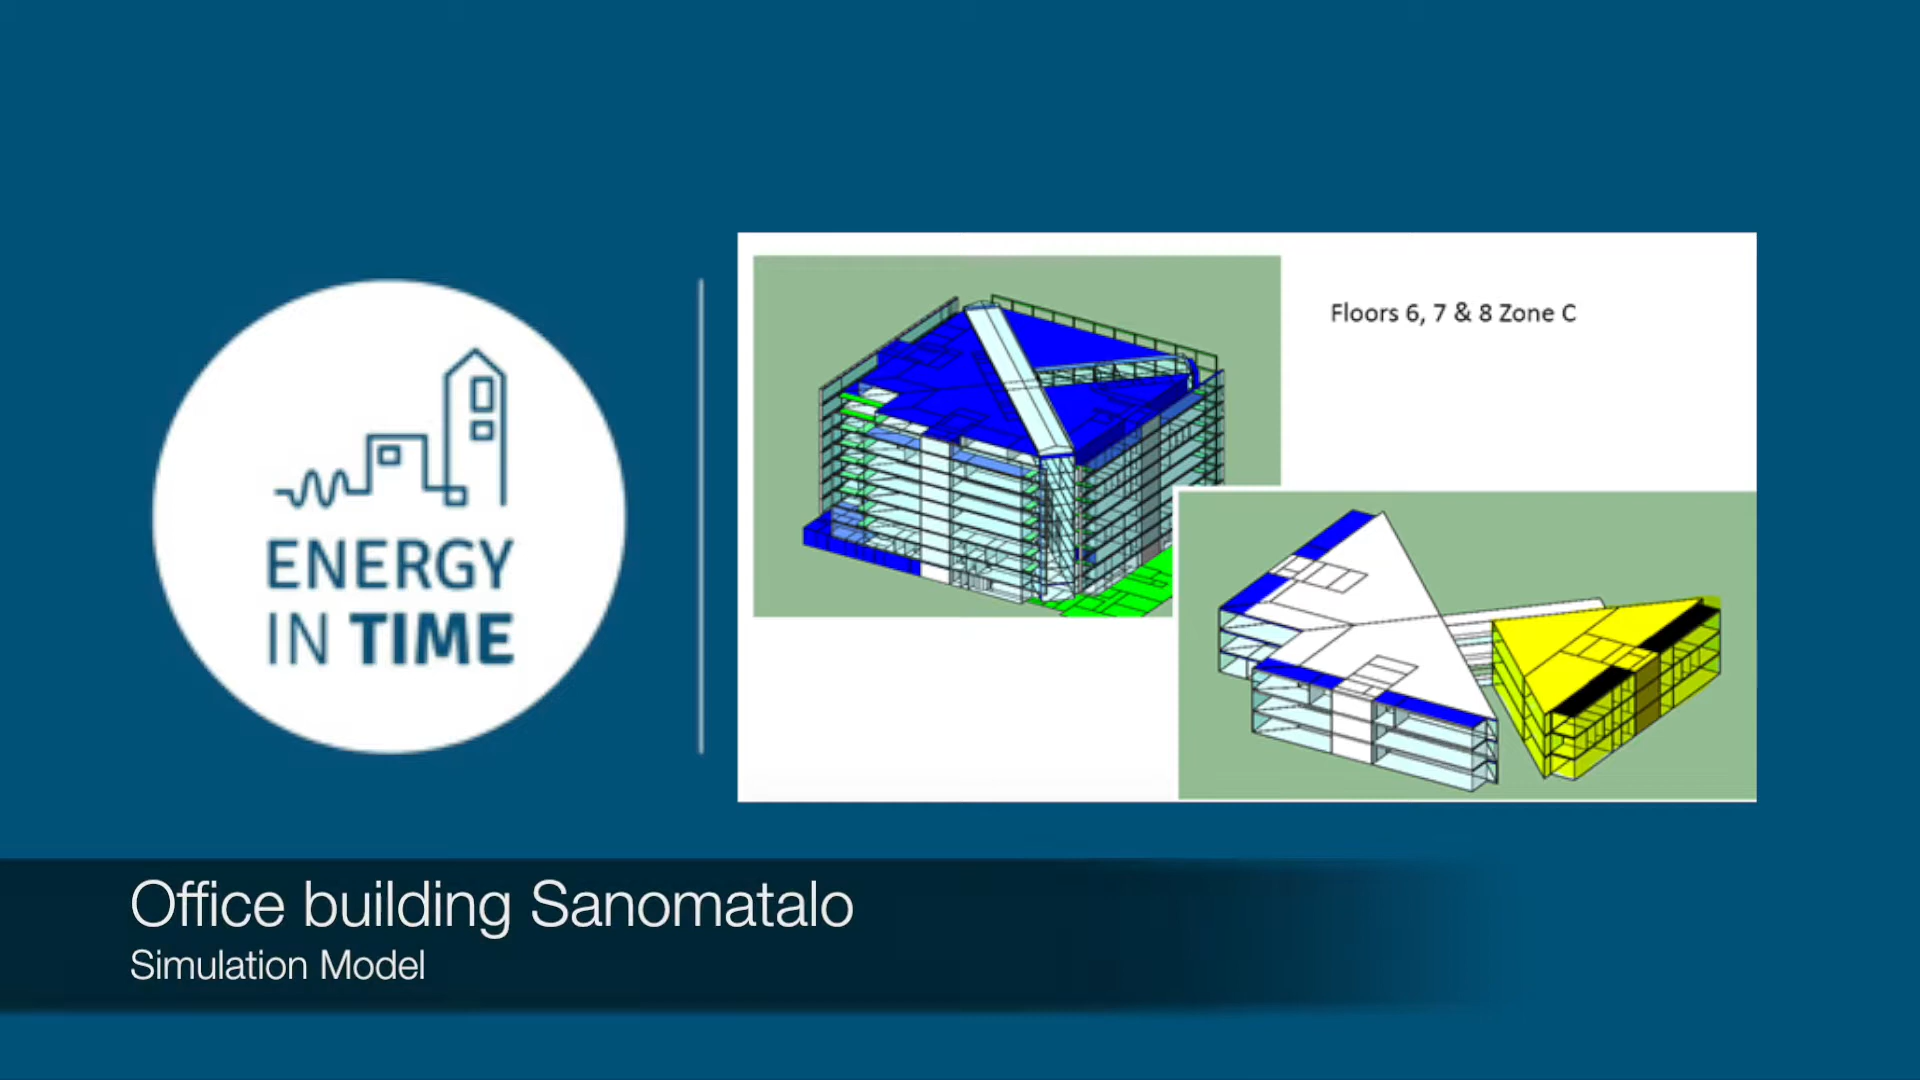 ENERGY
IN TIME
Floors 6, 7 & 8 Zone C
Office building Sanomatalo
Simulation Model